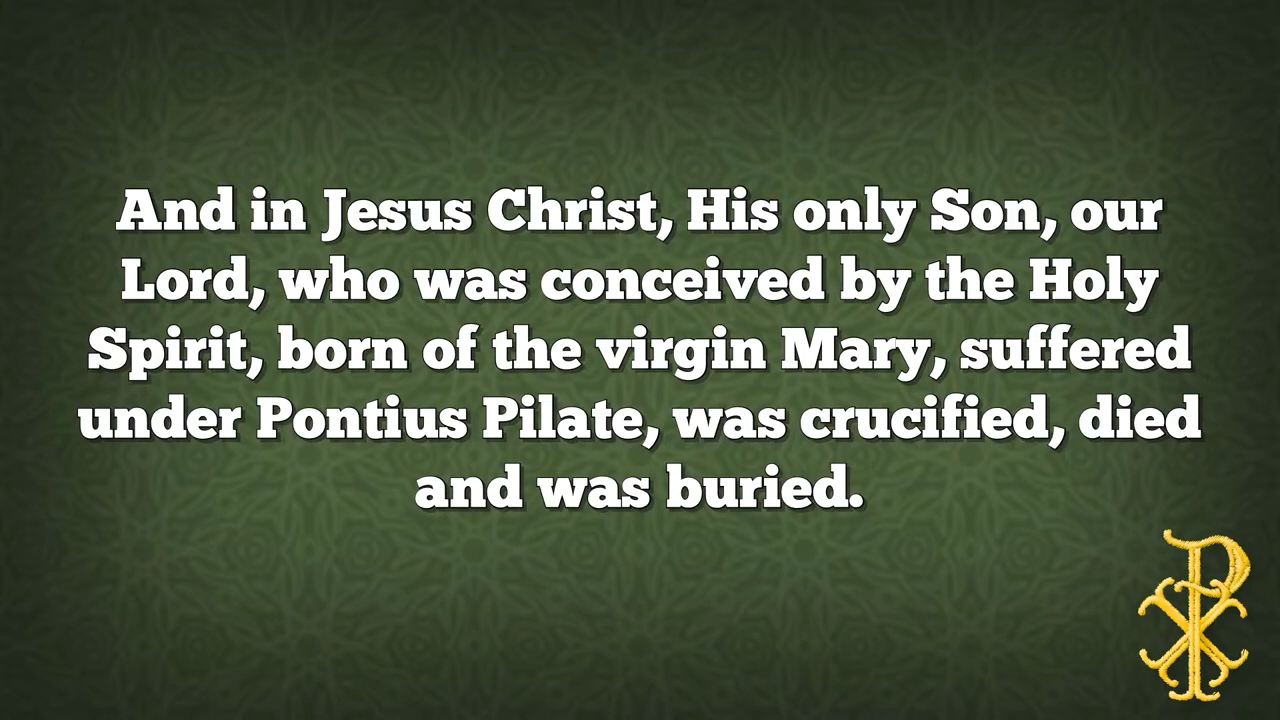 And in Jesus Christ, His only Son, our
Lord, who was conceived by the Holy
Spirit, born of the virgin Mary, suffered
under Pontius Pilate, was crucified, died
and was buried.